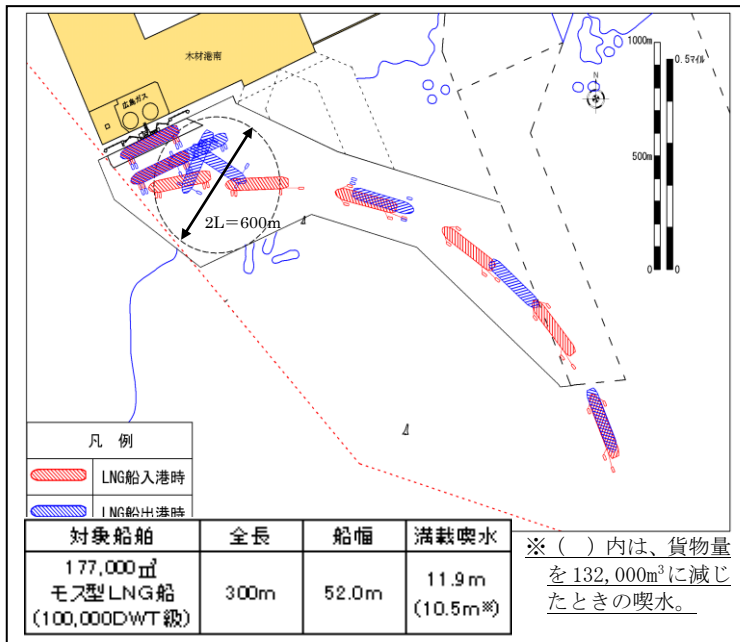 木材港南
広島ガス
1000m
0.5マイル
N
500m
0
0
2L＝600m
凡 例
LNG船入港時
LNG船出港時
対象船舶
全長
船幅
満載喫水
177,000㎥
モス型LNG船
(100,000DWT級)
300m
52.0m
11.9m
(10.5m※)
※（ ）内は、貨物量
を132,000m³に減じ
たときの喫水。